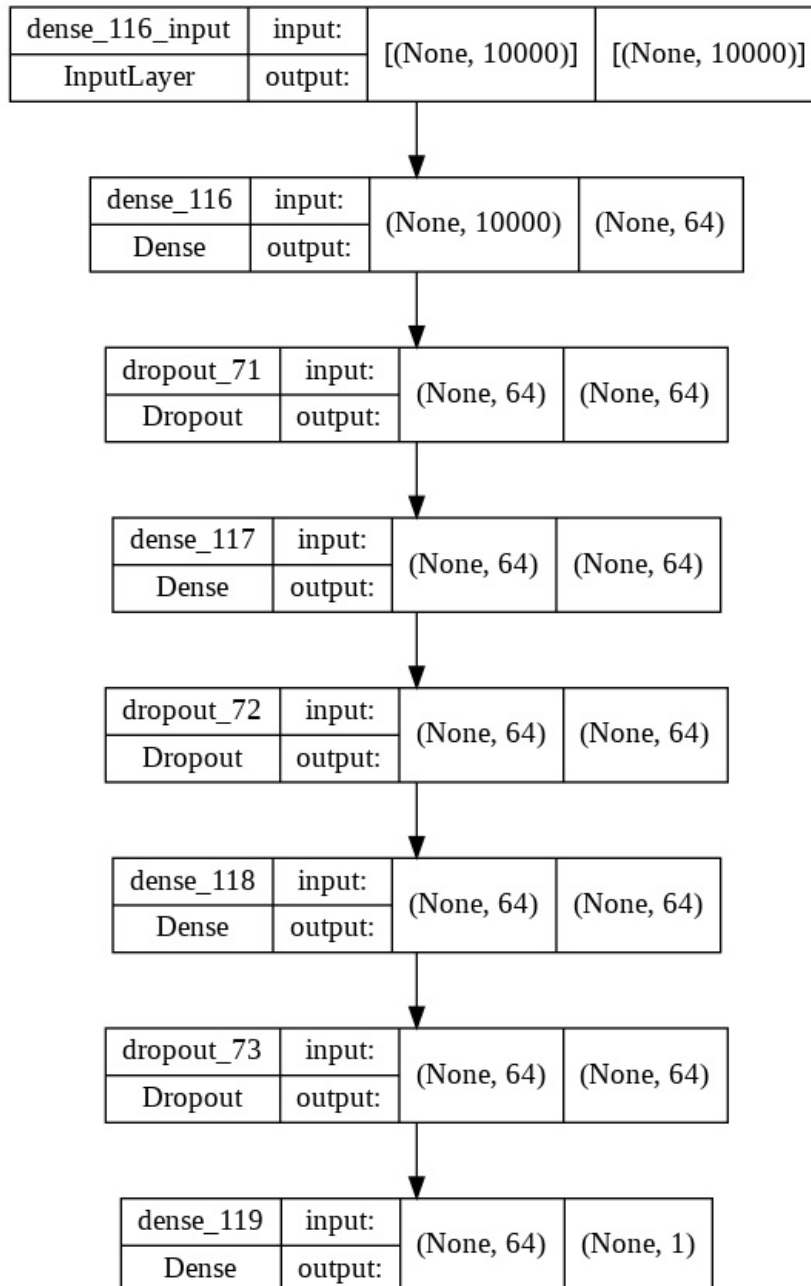 dense_116_input input: [(None, 10000)] [(None, 10000)]
InputLayer output:
dense_116 input: (None, 10000) (None, 64)
Dense output:
dropout_71 input: (None, 64) (None, 64)
Dropout output:
dense_117 input: (None, 64) (None, 64)
Dense output:
dropout_72 input: (None, 64) (None, 64)
Dropout output:
dense_118 input: (None, 64) (None, 64)
Dense output:
dropout_73 input: (None, 64) (None, 64)
Dropout output:
dense_119 input: (None, 64) (None, 1)
Dense output: